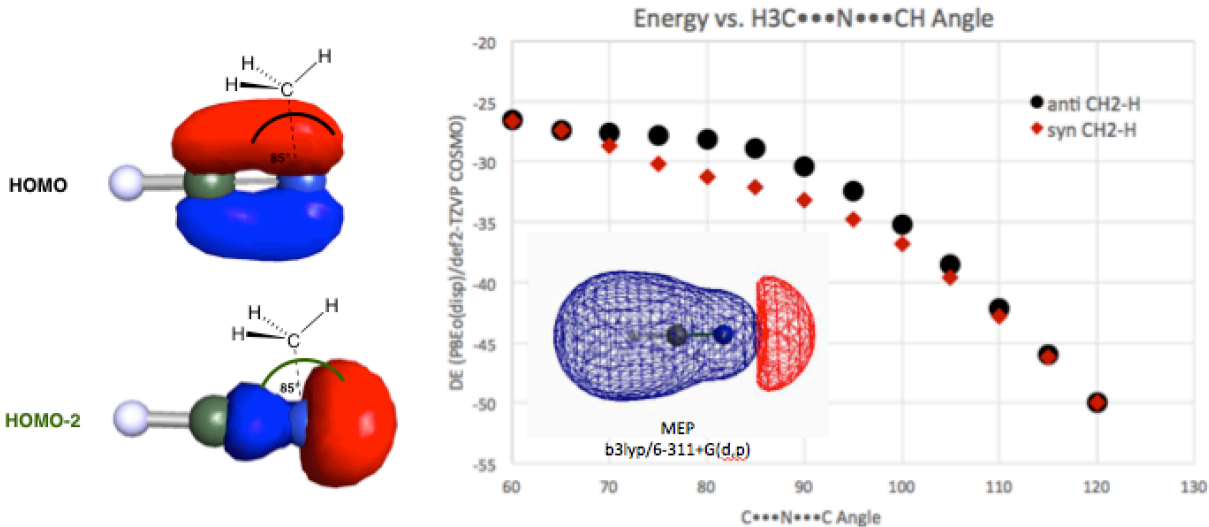 Energy vs. H3C•••N•••CH Angle
HOMO
H
H
H
C
85°
HOMO-2
H
H
H
C
85°
DE (PBEo(disp)/def2-TZVP COSMO)
-20
-25
-30
-35
-40
-45
-50
-55
anti CH2-H
syn CH2-H
MEP
b3lyp/6-311+G(d,p)
60
70
80
90
100
110
120
130
C•••N•••C Angle